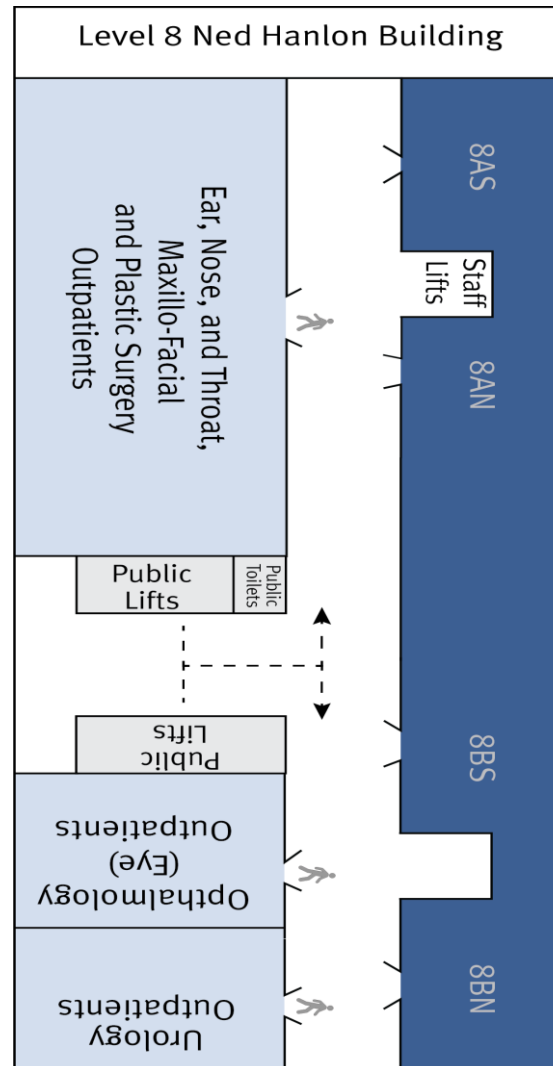 Level 8 Ned Hanlon Building
8AS
Ear, Nose, and Throat,
Maxillo-Facial
and Plastic Surgery
Outpatients
Staff
Lifts
8AN
Public
Lifts
Public
Toilets
Public
Lifts
8BS
Opthalmology
(Eye)
Outpatients
8BN
Urology
Outpatients